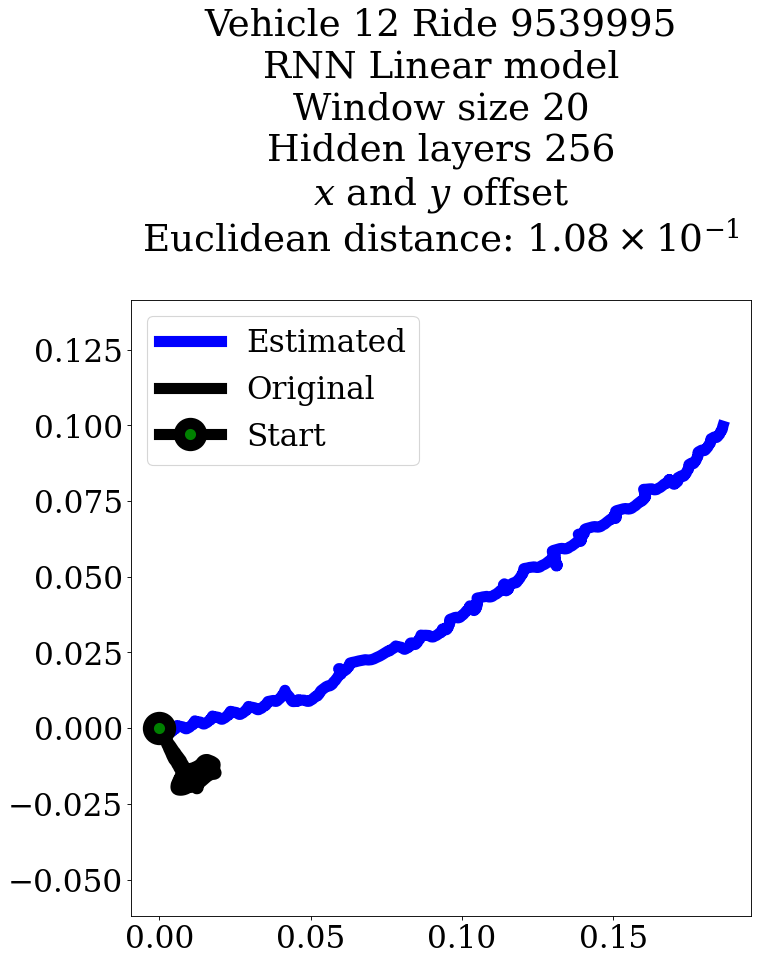 Vehicle 12 Ride 9539995
RNN Linear model
Window size 20
Hidden layers 256
x and y offset
Euclidean distance: 1.08 × 10⁻¹
Estimated
Original
Start
0.125
0.100
0.075
0.050
0.025
0.000
−0.025
−0.050
0.00 0.05 0.10 0.15